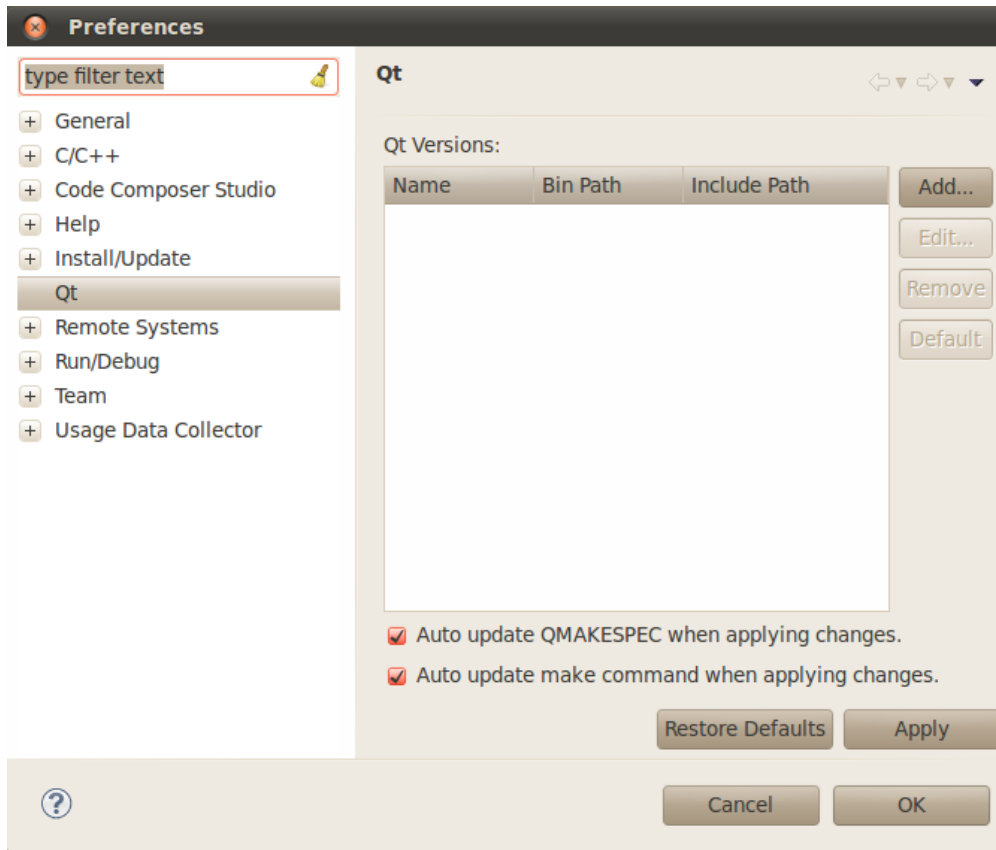 Preferences
type filter text
General
C/C++
Code Composer Studio
Help
Install/Update
Qt
Remote Systems
Run/Debug
Team
Usage Data Collector
Qt
Qt Versions:
Name Bin Path Include Path
Add...
Edit...
Remove
Default
Auto update QMAKESPEC when applying changes.
Auto update make command when applying changes.
Restore Defaults Apply
Cancel OK